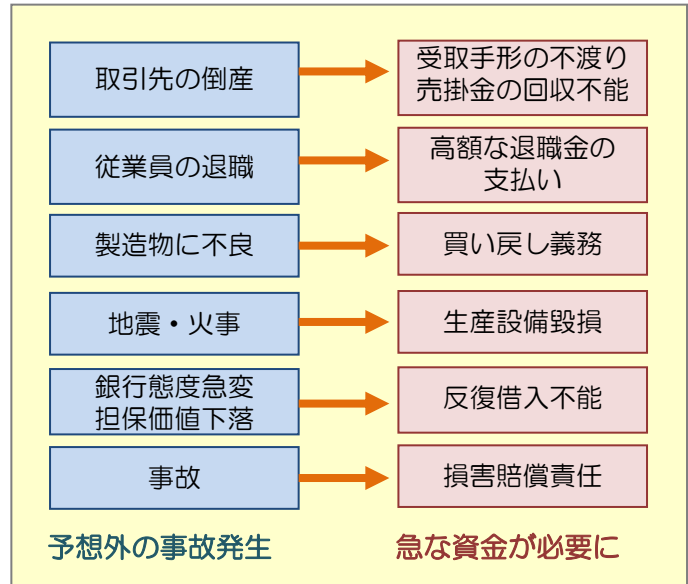 取引先の倒産
受取手形の不渡り
売掛金の回収不能
従業員の退職
高額な退職金の
支払い
製造物に不良
買い戻し義務
地震・火事
生産設備毀損
銀行態度急変
担保価値下落
反復借入不能
事故
損害賠償責任
予想外の事故発生
急な資金が必要に